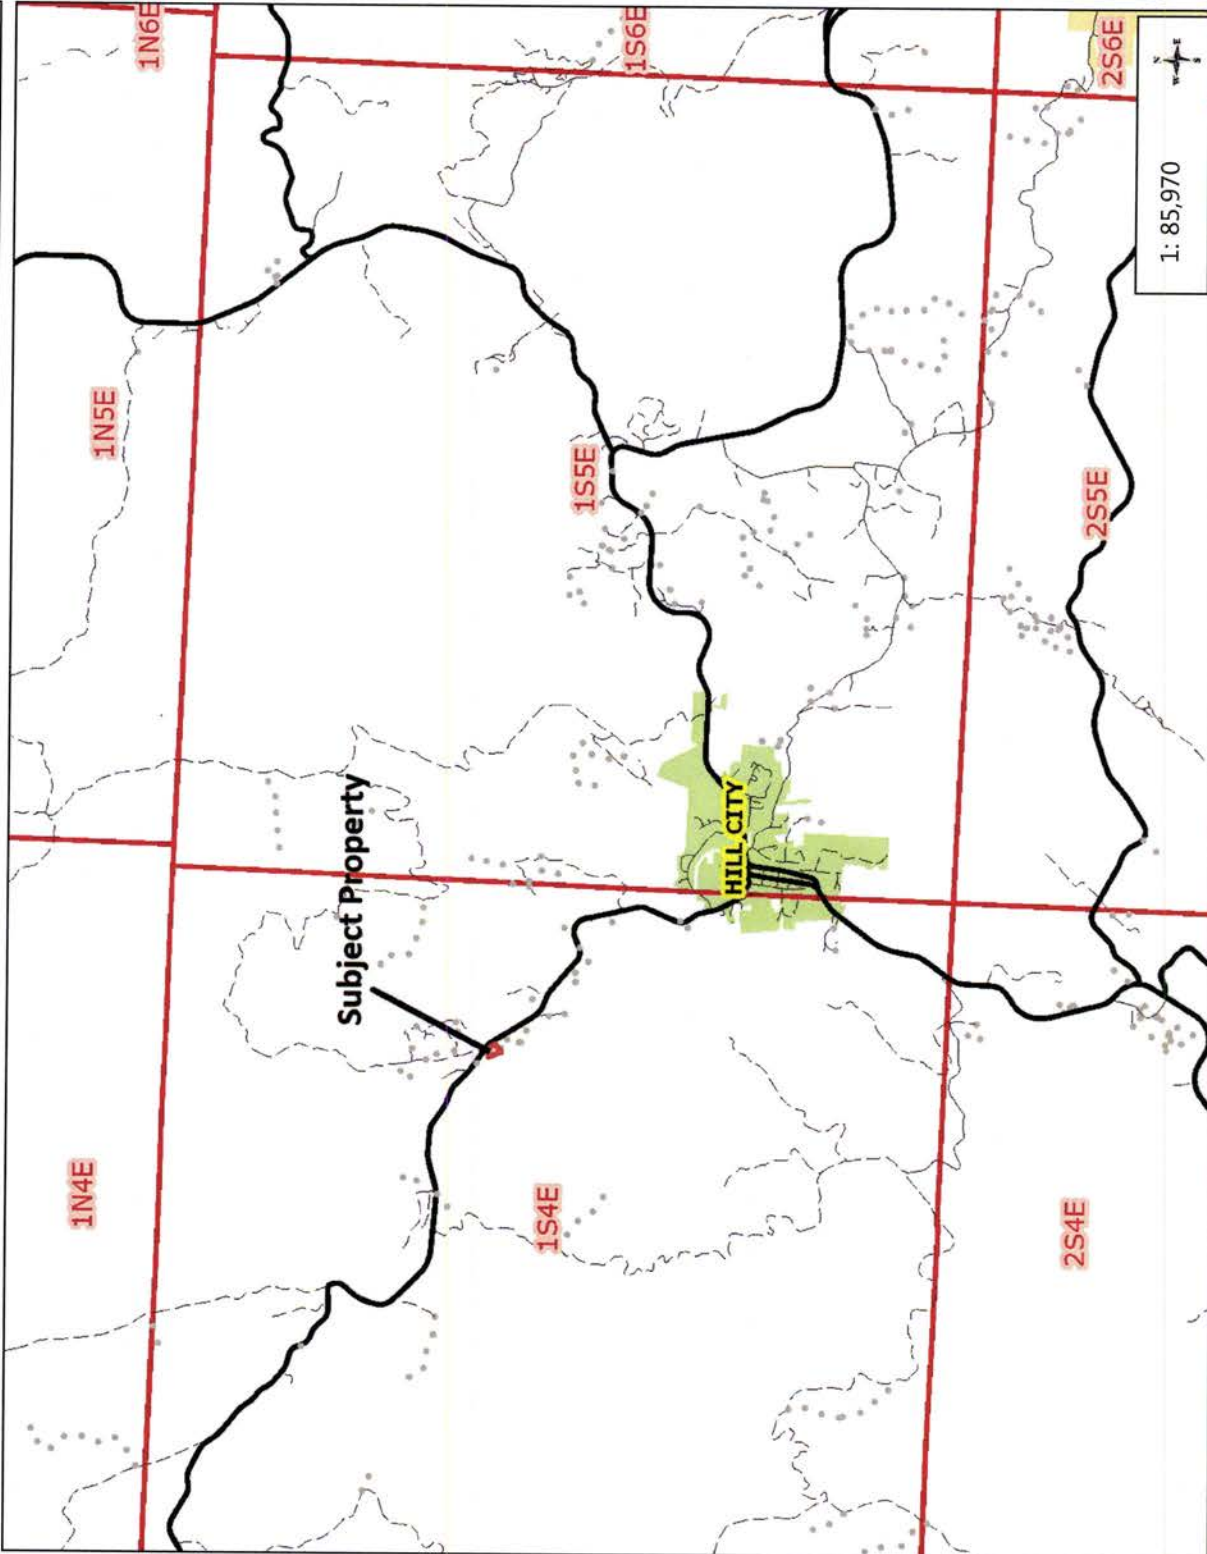 1N4E
1N5E
1N6E
Subject Property
1S4E
1S5E
1S6E
HILL CITY
2S4E
2S5E
2S6E
1: 85,970
N
W E
S